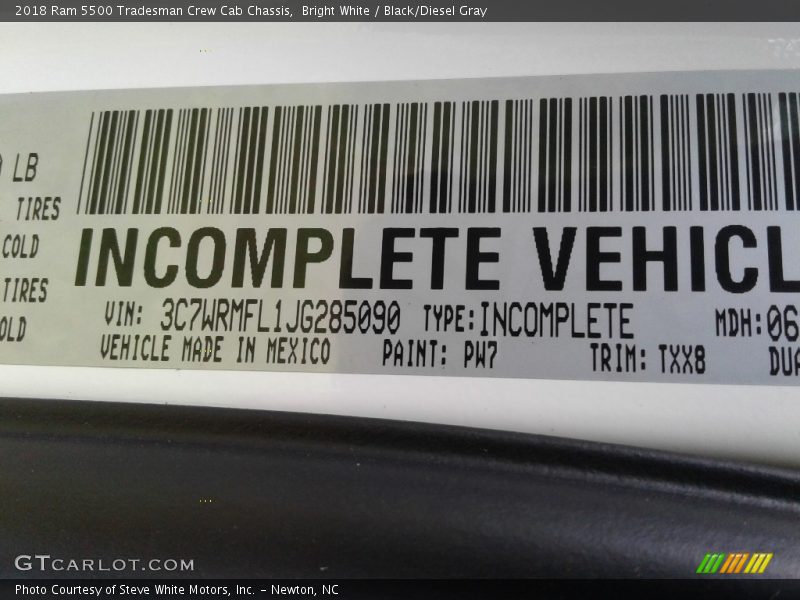 2018 Ram 5500 Tradesman Crew Cab Chassis, Bright White / Black/Diesel Gray
LB
TIRES
COLD
TIRES
OLD
INCOMPLETE VEHICL
VIN: 3C7WRMFL1JG285090 TYPE: INCOMPLETE MDH: 06
VEHICLE MADE IN MEXICO PAINT: PW7 TRIM: TXX8 DUA
GTCARLOT.COM
Photo Courtesy of Steve White Motors, Inc. – Newton, NC